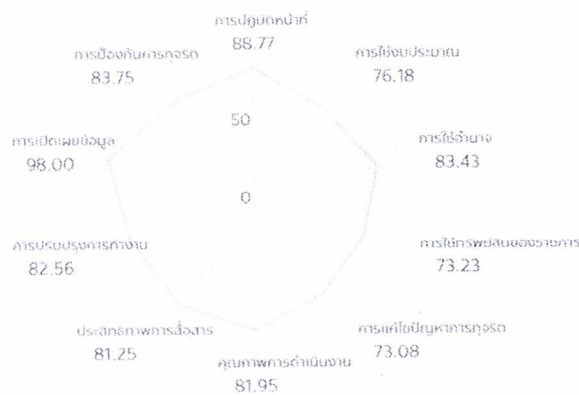 การปฏิบัติหน้าที่
88.77
การป้องกันการทุจริต
83.75
การใช้งบประมาณ
76.18
50
การเปิดเผยข้อมูล
98.00
การใช้อำนาจ
83.43
0
การปรับปรุงการทำงาน
82.56
การใช้ทรัพย์สินของราชการ
73.23
ประสิทธิภาพการสื่อสาร
81.25
การแก้ไขปัญหาการทุจริต
73.08
คุณภาพการดำเนินงาน
81.95